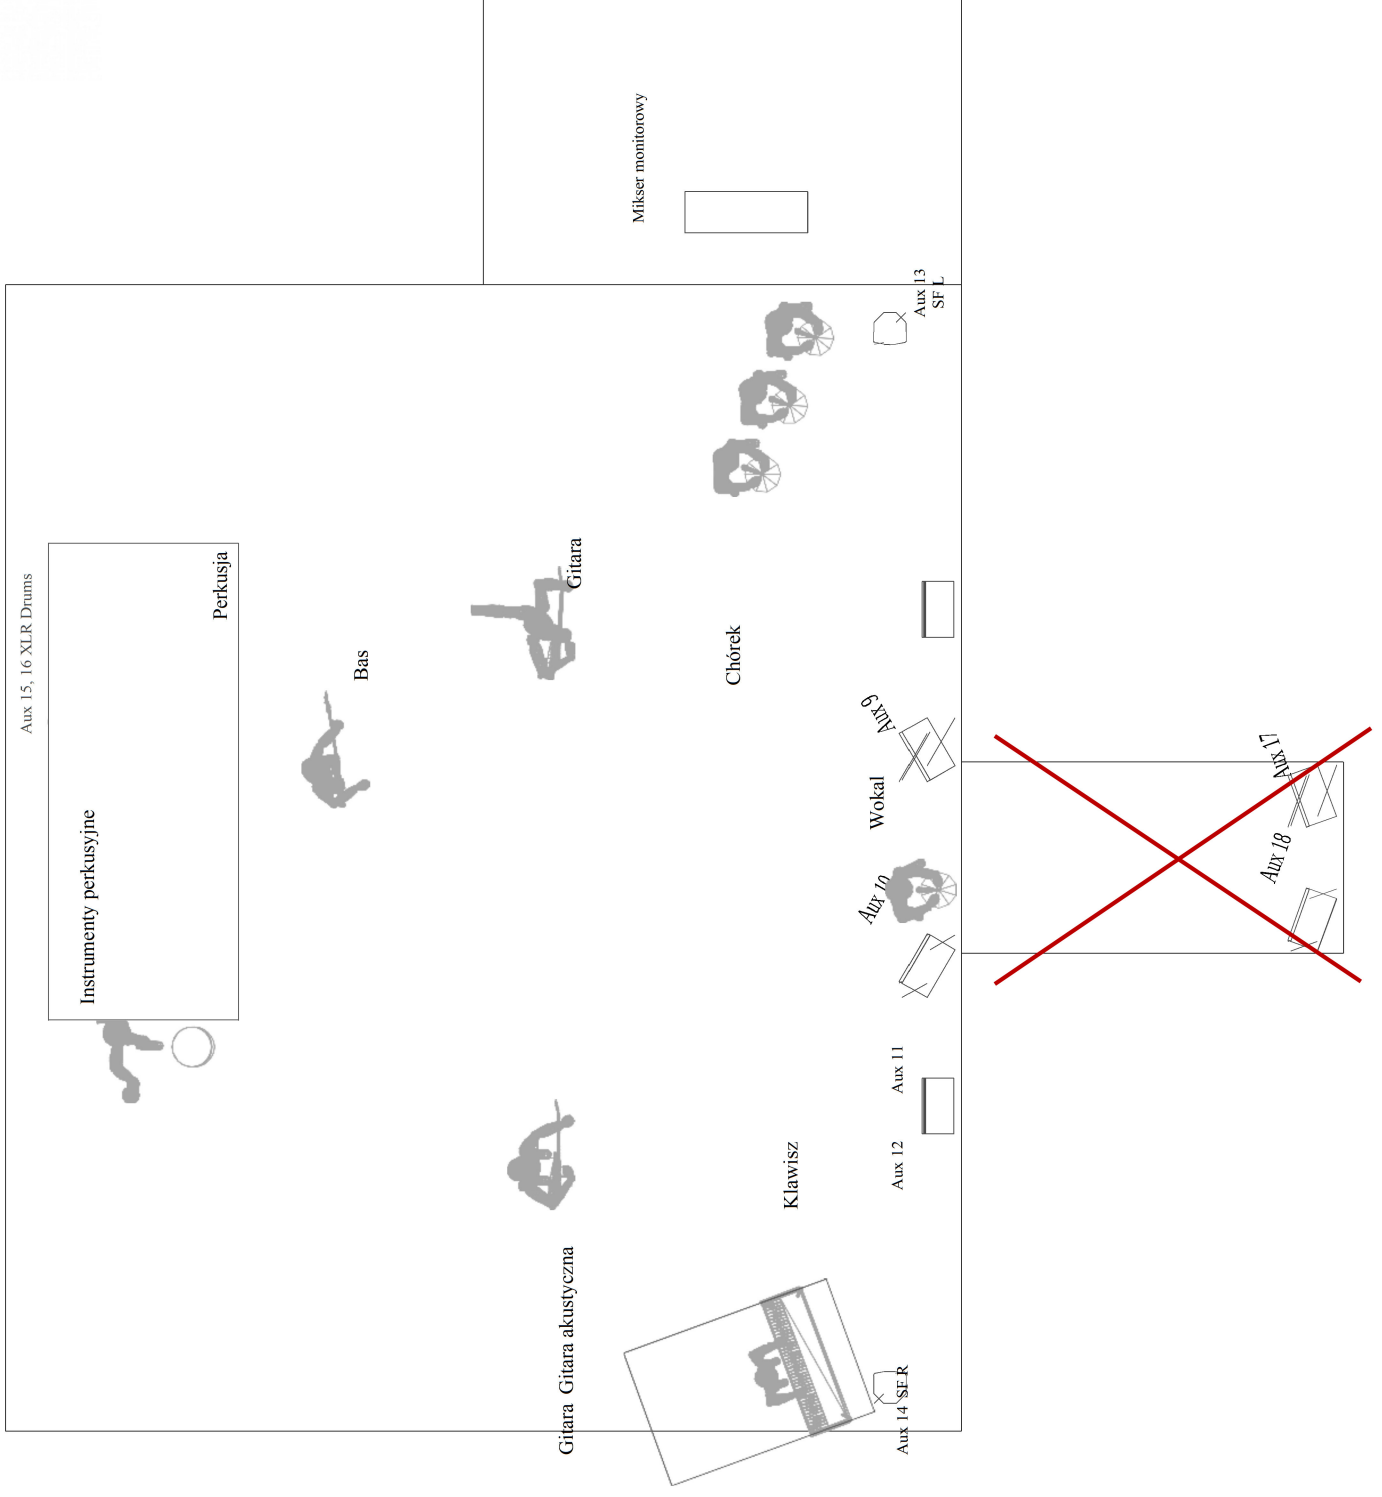 Mikser monitorowy
Aux 13
SF L
Aux 15, 16 XLR Drums
Perkusja
Instrumenty perkusyjne
Bas
Gitara
Chórek
Aux 9
Wokal
Aux 10
Aux 17
Aux 18
Aux 11
Aux 12
Klawisz
Gitara Gitara akustyczna
Aux 14 SF R